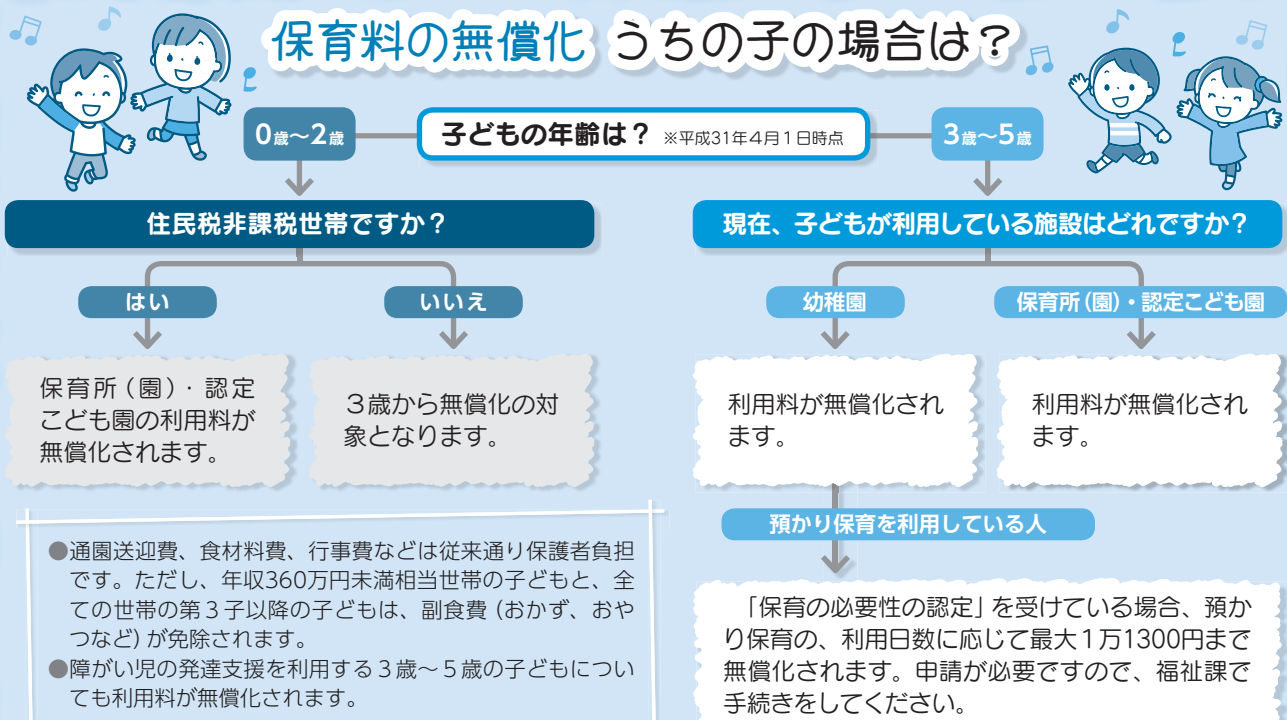 保育料の無償化 うちの子の場合は？
子どもの年齢は？ ※平成31年4月1日時点
0歳〜2歳
住民税非課税世帯ですか？
はい
保育所（園）・認定
こども園の利用料が
無償化されます。
いいえ
３歳から無償化の対
象となります。
●通園送迎費、食材料費、行事費などは従来通り保護者負担
です。ただし、年収360万円未満相当世帯の子どもと、全
ての世帯の第３子以降の子どもは、副食費（おかず、おや
つなど）が免除されます。
●障がい児の発達支援を利用する３歳〜５歳の子どもについ
ても利用料が無償化されます。
3歳〜5歳
現在、子どもが利用している施設はどれですか？
幼稚園
利用料が無償化され
ます。
保育所（園）・認定こども園
利用料が無償化され
ます。
預かり保育を利用している人
「保育の必要性の認定」を受けている場合、預か
り保育の、利用日数に応じて最大１万1300円まで
無償化されます。申請が必要ですので、福祉課で
手続きをしてください。